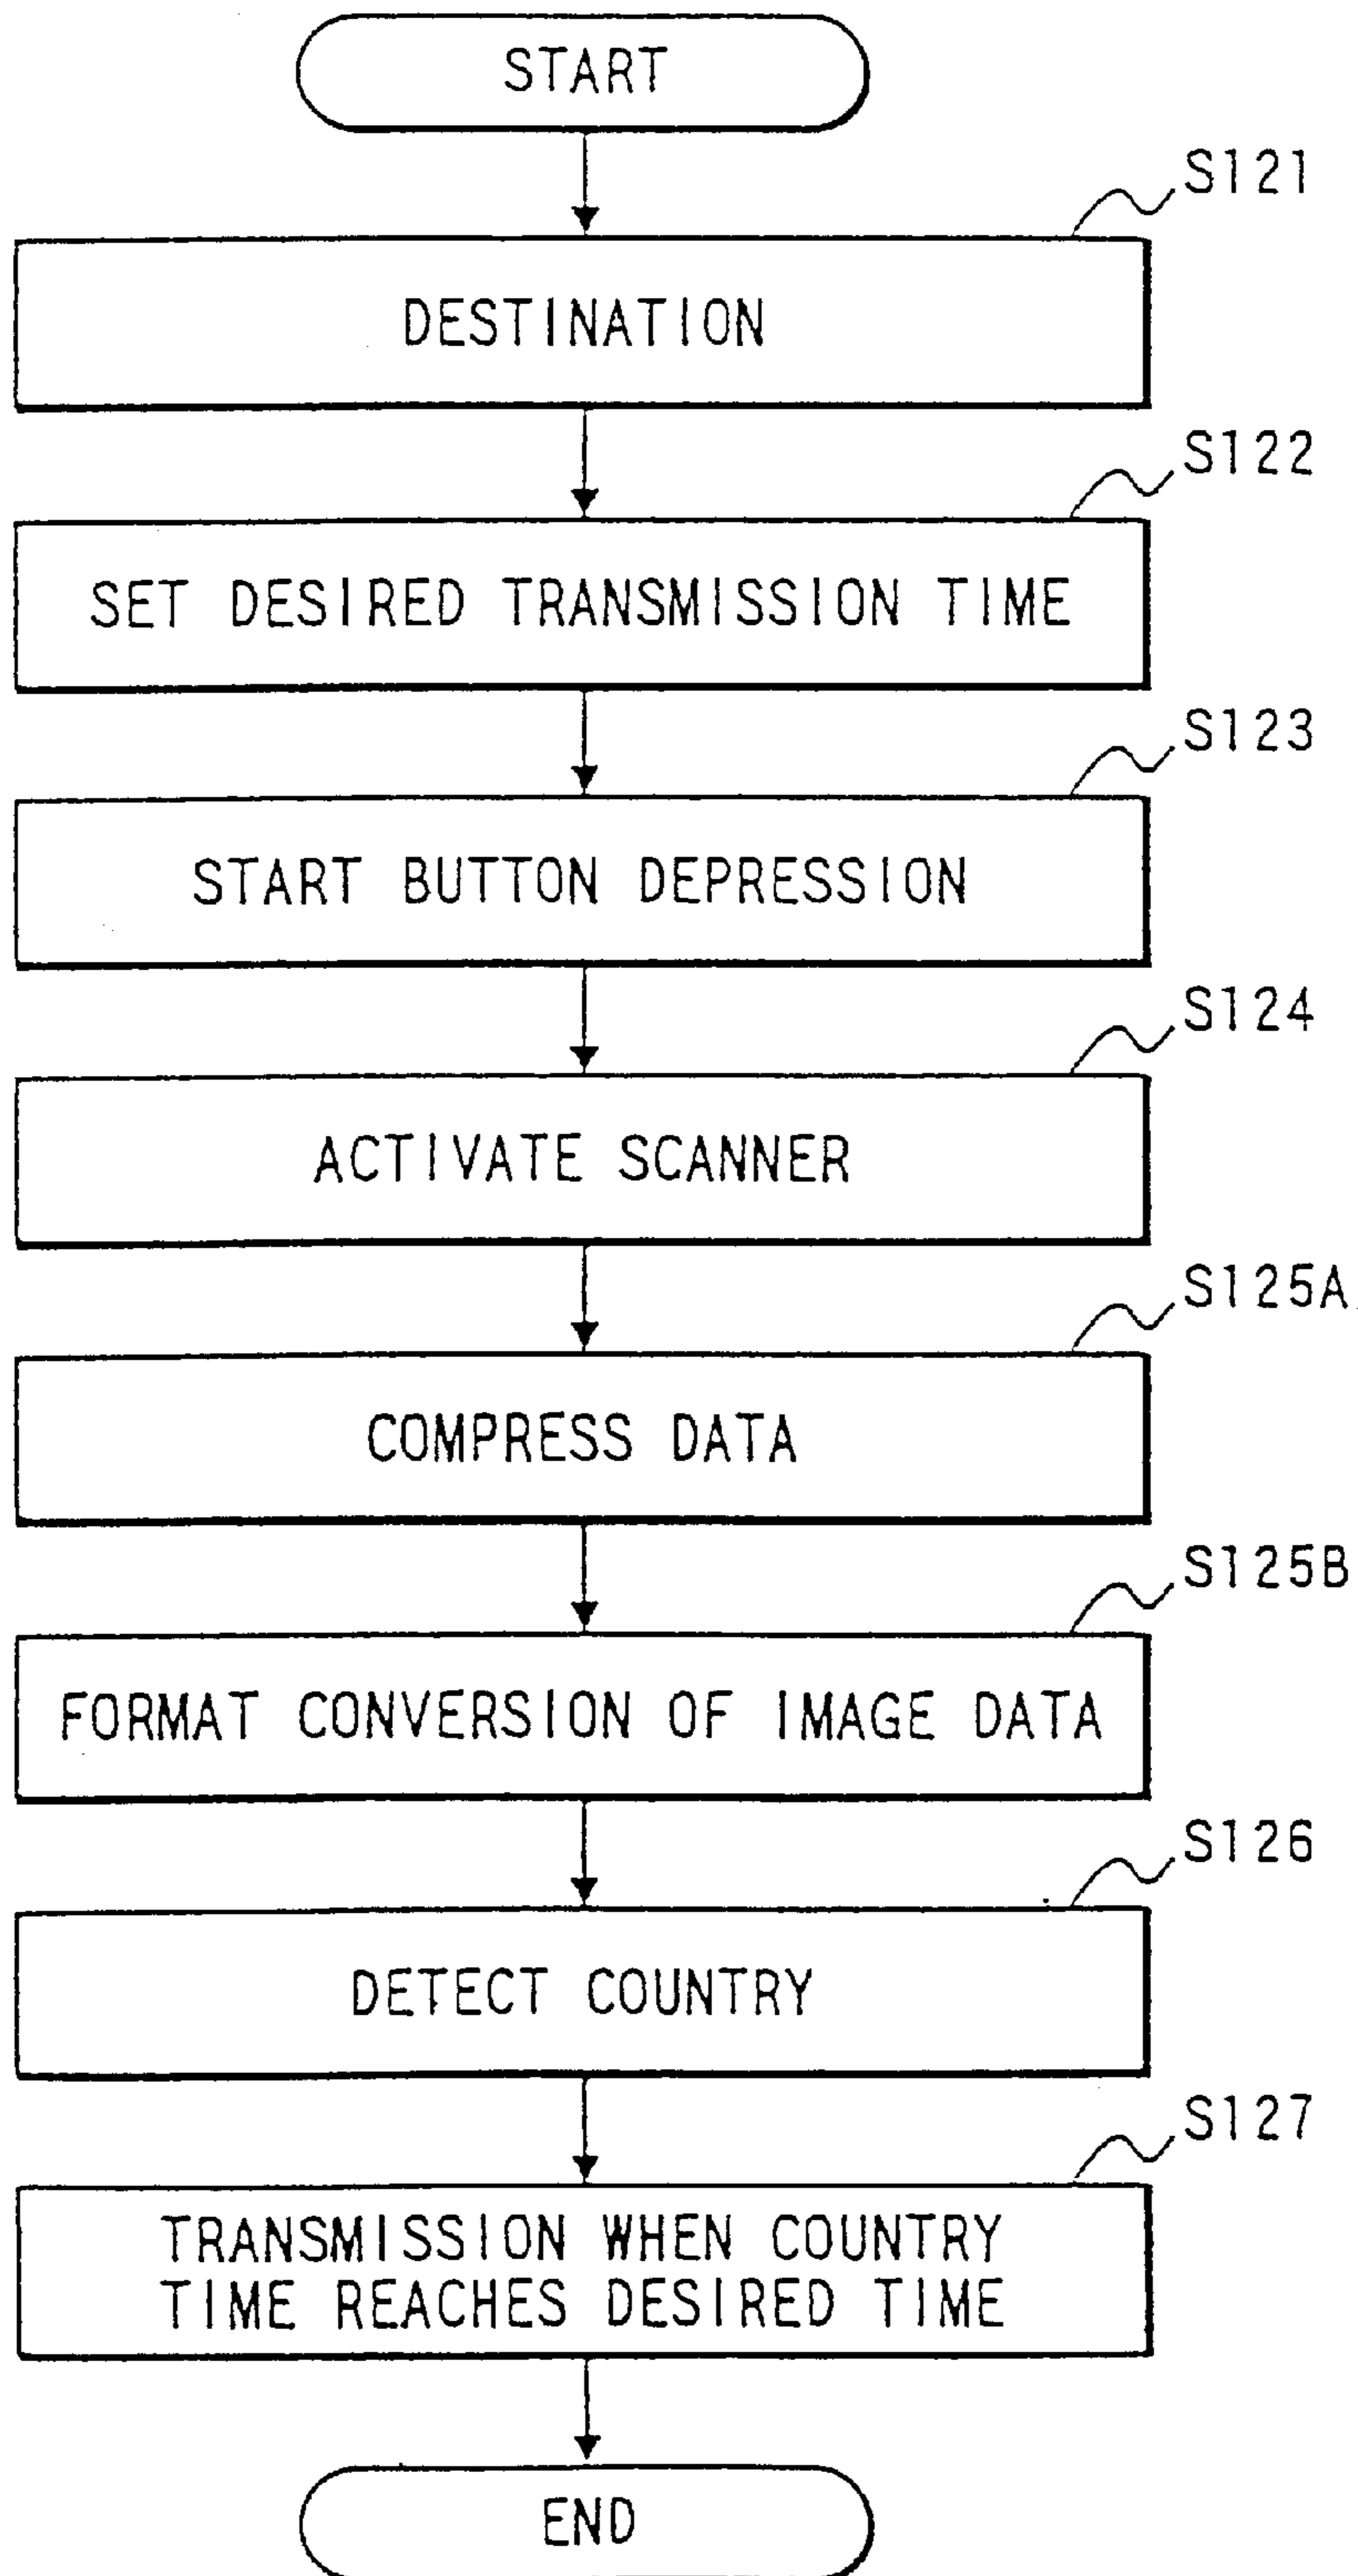 START
S121
DESTINATION
S122
SET DESIRED TRANSMISSION TIME
S123
START BUTTON DEPRESSION
S124
ACTIVATE SCANNER
S125A
COMPRESS DATA
S125B
FORMAT CONVERSION OF IMAGE DATA
S126
DETECT COUNTRY
S127
TRANSMISSION WHEN COUNTRY
TIME REACHES DESIRED TIME
END